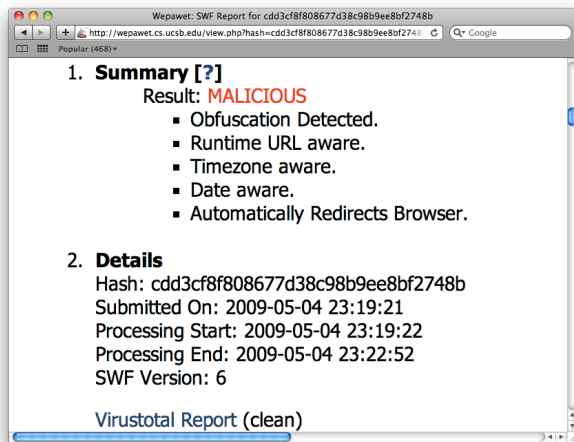 Wepawet: SWF Report for cdd3cf8f808677d38c98b9ee8bf2748b
http://wepawet.cs.ucsb.edu/view.php?hash=cdd3cf8f808677d38c98b9ee8bf2748 Google
Popular (468)
1. Summary [?]
Result: MALICIOUS
▪ Obfuscation Detected.
▪ Runtime URL aware.
▪ Timezone aware.
▪ Date aware.
▪ Automatically Redirects Browser.
2. Details
Hash: cdd3cf8f808677d38c98b9ee8bf2748b
Submitted On: 2009-05-04 23:19:21
Processing Start: 2009-05-04 23:19:22
Processing End: 2009-05-04 23:22:52
SWF Version: 6
Virustotal Report (clean)